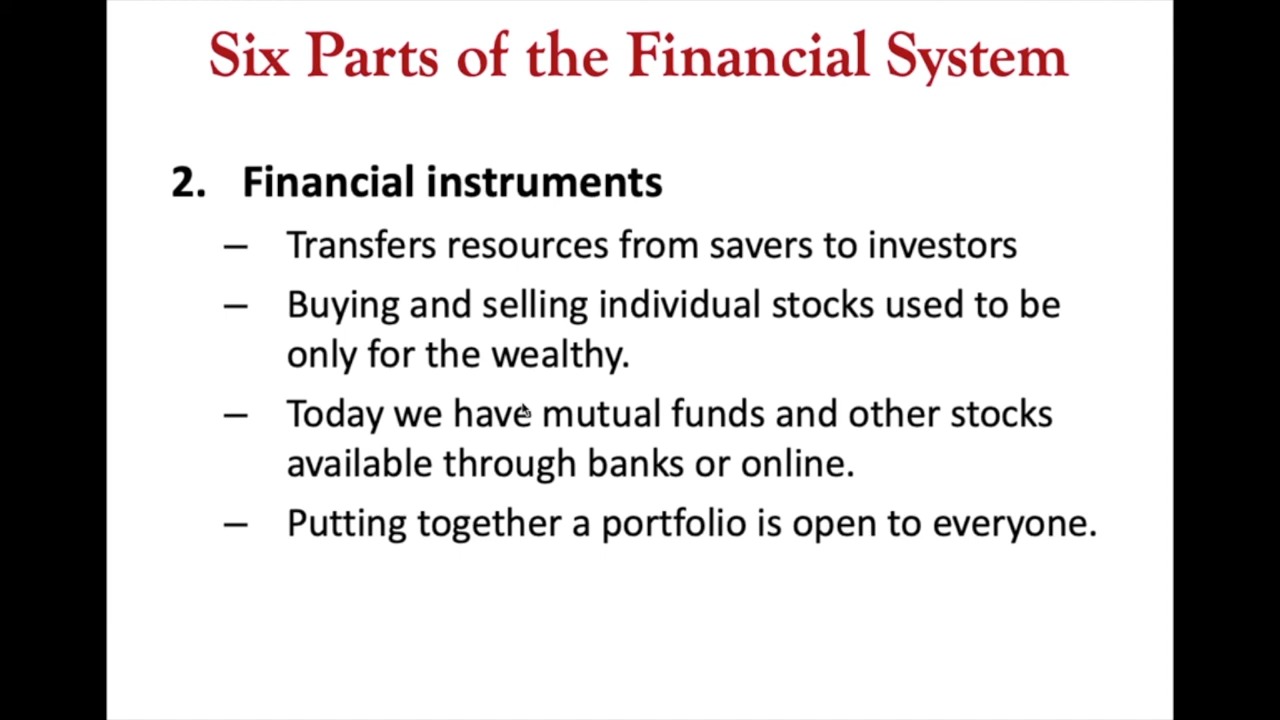 Six Parts of the Financial System
2. Financial instruments
– Transfers resources from savers to investors
– Buying and selling individual stocks used to be
only for the wealthy.
– Today we have mutual funds and other stocks
available through banks or online.
– Putting together a portfolio is open to everyone.